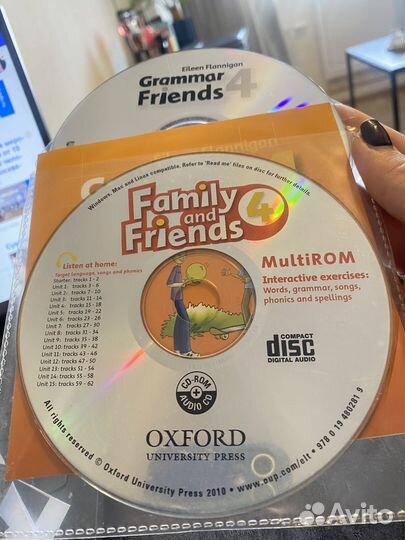 Eileen Flannigan
Grammar 4
Friends
Flannigan
Windows, Mac and Linux compatible. Refer to 'Read me' files on disc for further details.
Family
and 4
Friends
Listen at home:
Target language, songs and phonics
Starter: tracks 1 - 2
Unit 1: tracks 3 - 6
Unit 2: tracks 7 - 10
Unit 3: tracks 11 - 14
Unit 4: tracks 15 - 18
Unit 5: tracks 19 - 22
Unit 6: tracks 23 - 26
Unit 7: tracks 27 - 30
Unit 8: tracks 31 - 34
Unit 9: tracks 35 - 38
Unit 10: tracks 39 - 42
Unit 11: tracks 43 - 46
Unit 12: tracks 47 - 50
Unit 13: tracks 51 - 54
Unit 14: tracks 55 - 58
Unit 15: tracks 59 - 62
MultiROM
Interactive exercises:
Words, grammar, songs,
phonics and spellings
COMPACT
disc
DIGITAL AUDIO
CD-ROM
AUDIO CD
OXFORD
UNIVERSITY PRESS
All rights reserved © Oxford University Press 2010 • www.oup.com/elt • 978 0 19 480281 9
Avito